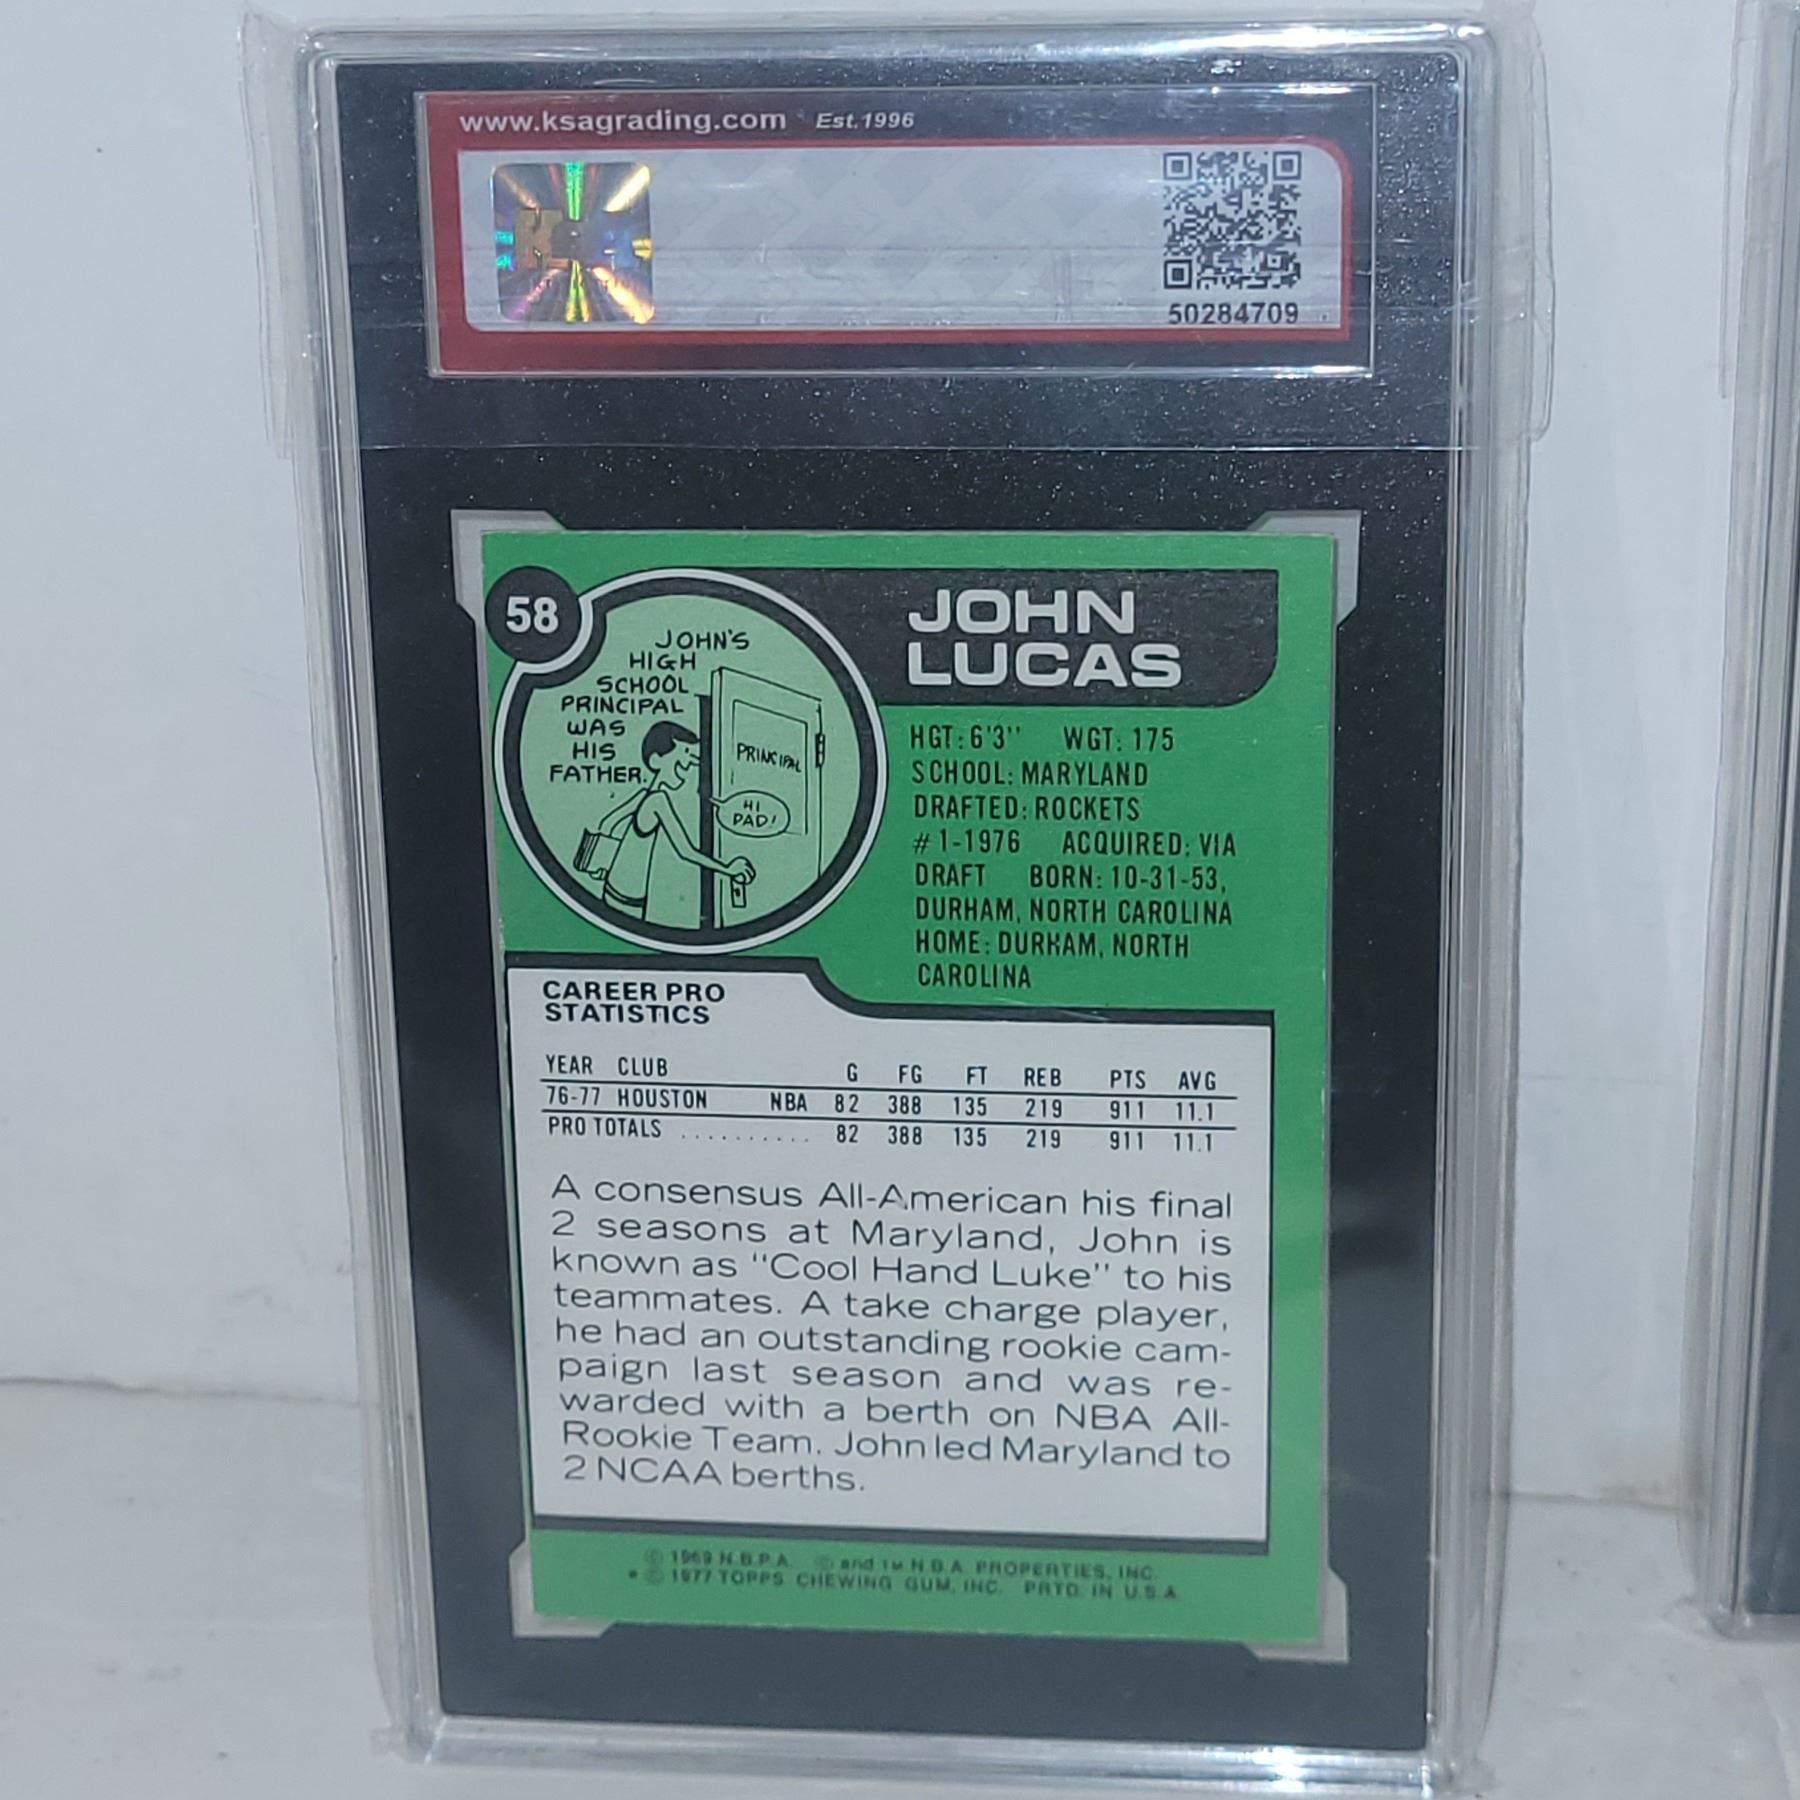 www.ksagrading.com Est. 1996
50284709
58
JOHN'S
HIGH
SCHOOL
PRINCIPAL
WAS
HIS
FATHER.
PRINCIPAL
HI
DAD!
JOHN
LUCAS
HGT: 6'3'' WGT: 175
SCHOOL: MARYLAND
DRAFTED: ROCKETS
#1-1976 ACQUIRED: VIA
DRAFT BORN: 10-31-53,
DURHAM, NORTH CAROLINA
HOME: DURHAM, NORTH
CAROLINA
CAREER PRO
STATISTICS
YEAR CLUB G FG FT REB PTS AVG
76-77 HOUSTON NBA 82 388 135 219 911 11.1
PRO TOTALS .......... 82 388 135 219 911 11.1
A consensus All-American his final
2 seasons at Maryland, John is
known as "Cool Hand Luke" to his
teammates. A take charge player,
he had an outstanding rookie cam-
paign last season and was re-
warded with a berth on NBA All-
Rookie Team. John led Maryland to
2 NCAA berths.
© 1969 N.B.P.A. © and N.B.A. PROPERTIES, INC.
* © 1977 TOPPS CHEWING GUM, INC. PRTD. IN U.S.A.